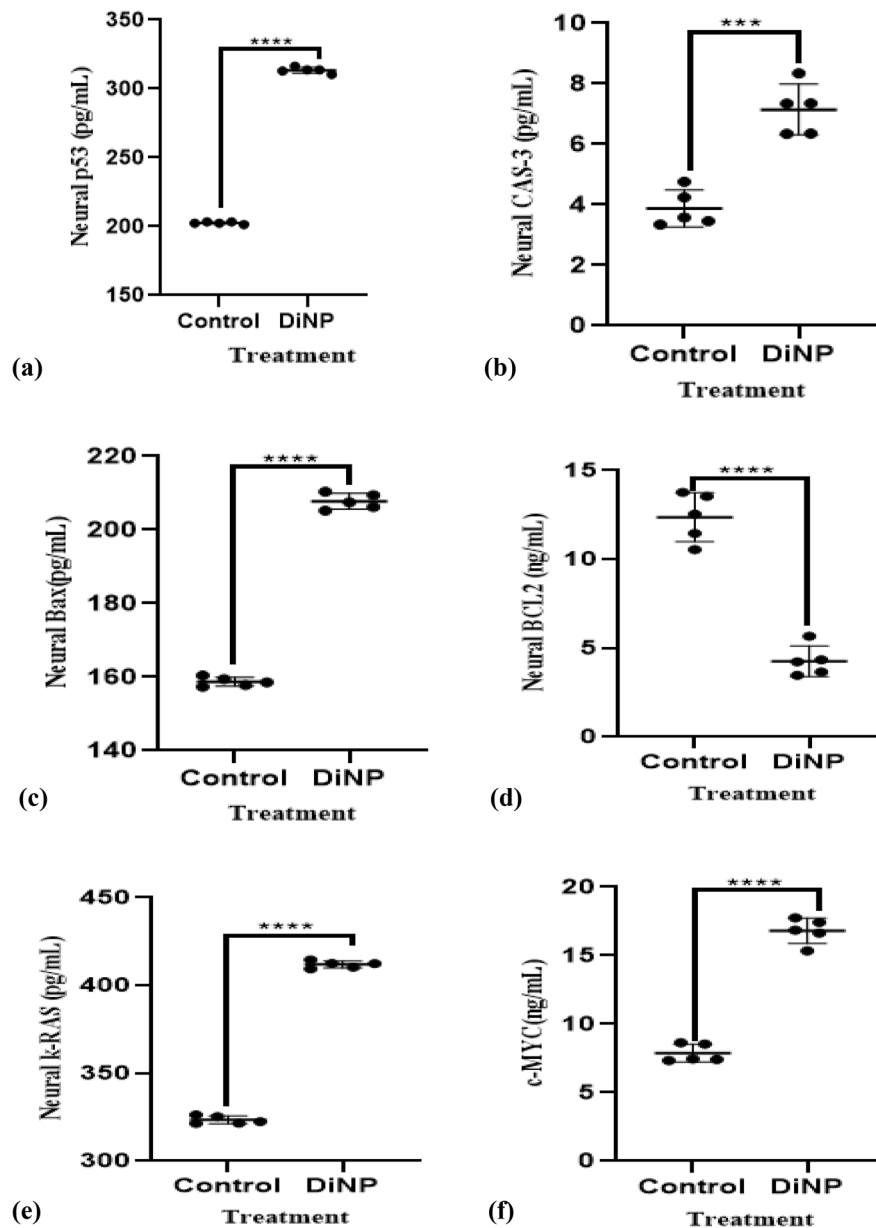 350
****
300
250
200
150
Neural p53 (pg/mL)
Control DiNP
Treatment
(a)
10
***
8
6
4
2
0
Neural CAS-3 (pg/mL)
Control DiNP
Treatment
(b)
220
****
200
180
160
140
Neural Bax(pg/mL)
Control DiNP
Treatment
(c)
15
****
10
5
0
Neural BCL2 (ng/mL)
Control DiNP
Treatment
(d)
450
****
400
350
300
Neural k-RAS (pg/mL)
Control DiNP
Treatment
(e)
20
****
15
10
5
0
c-MYC(ng/mL)
Control DiNP
Treatment
(f)